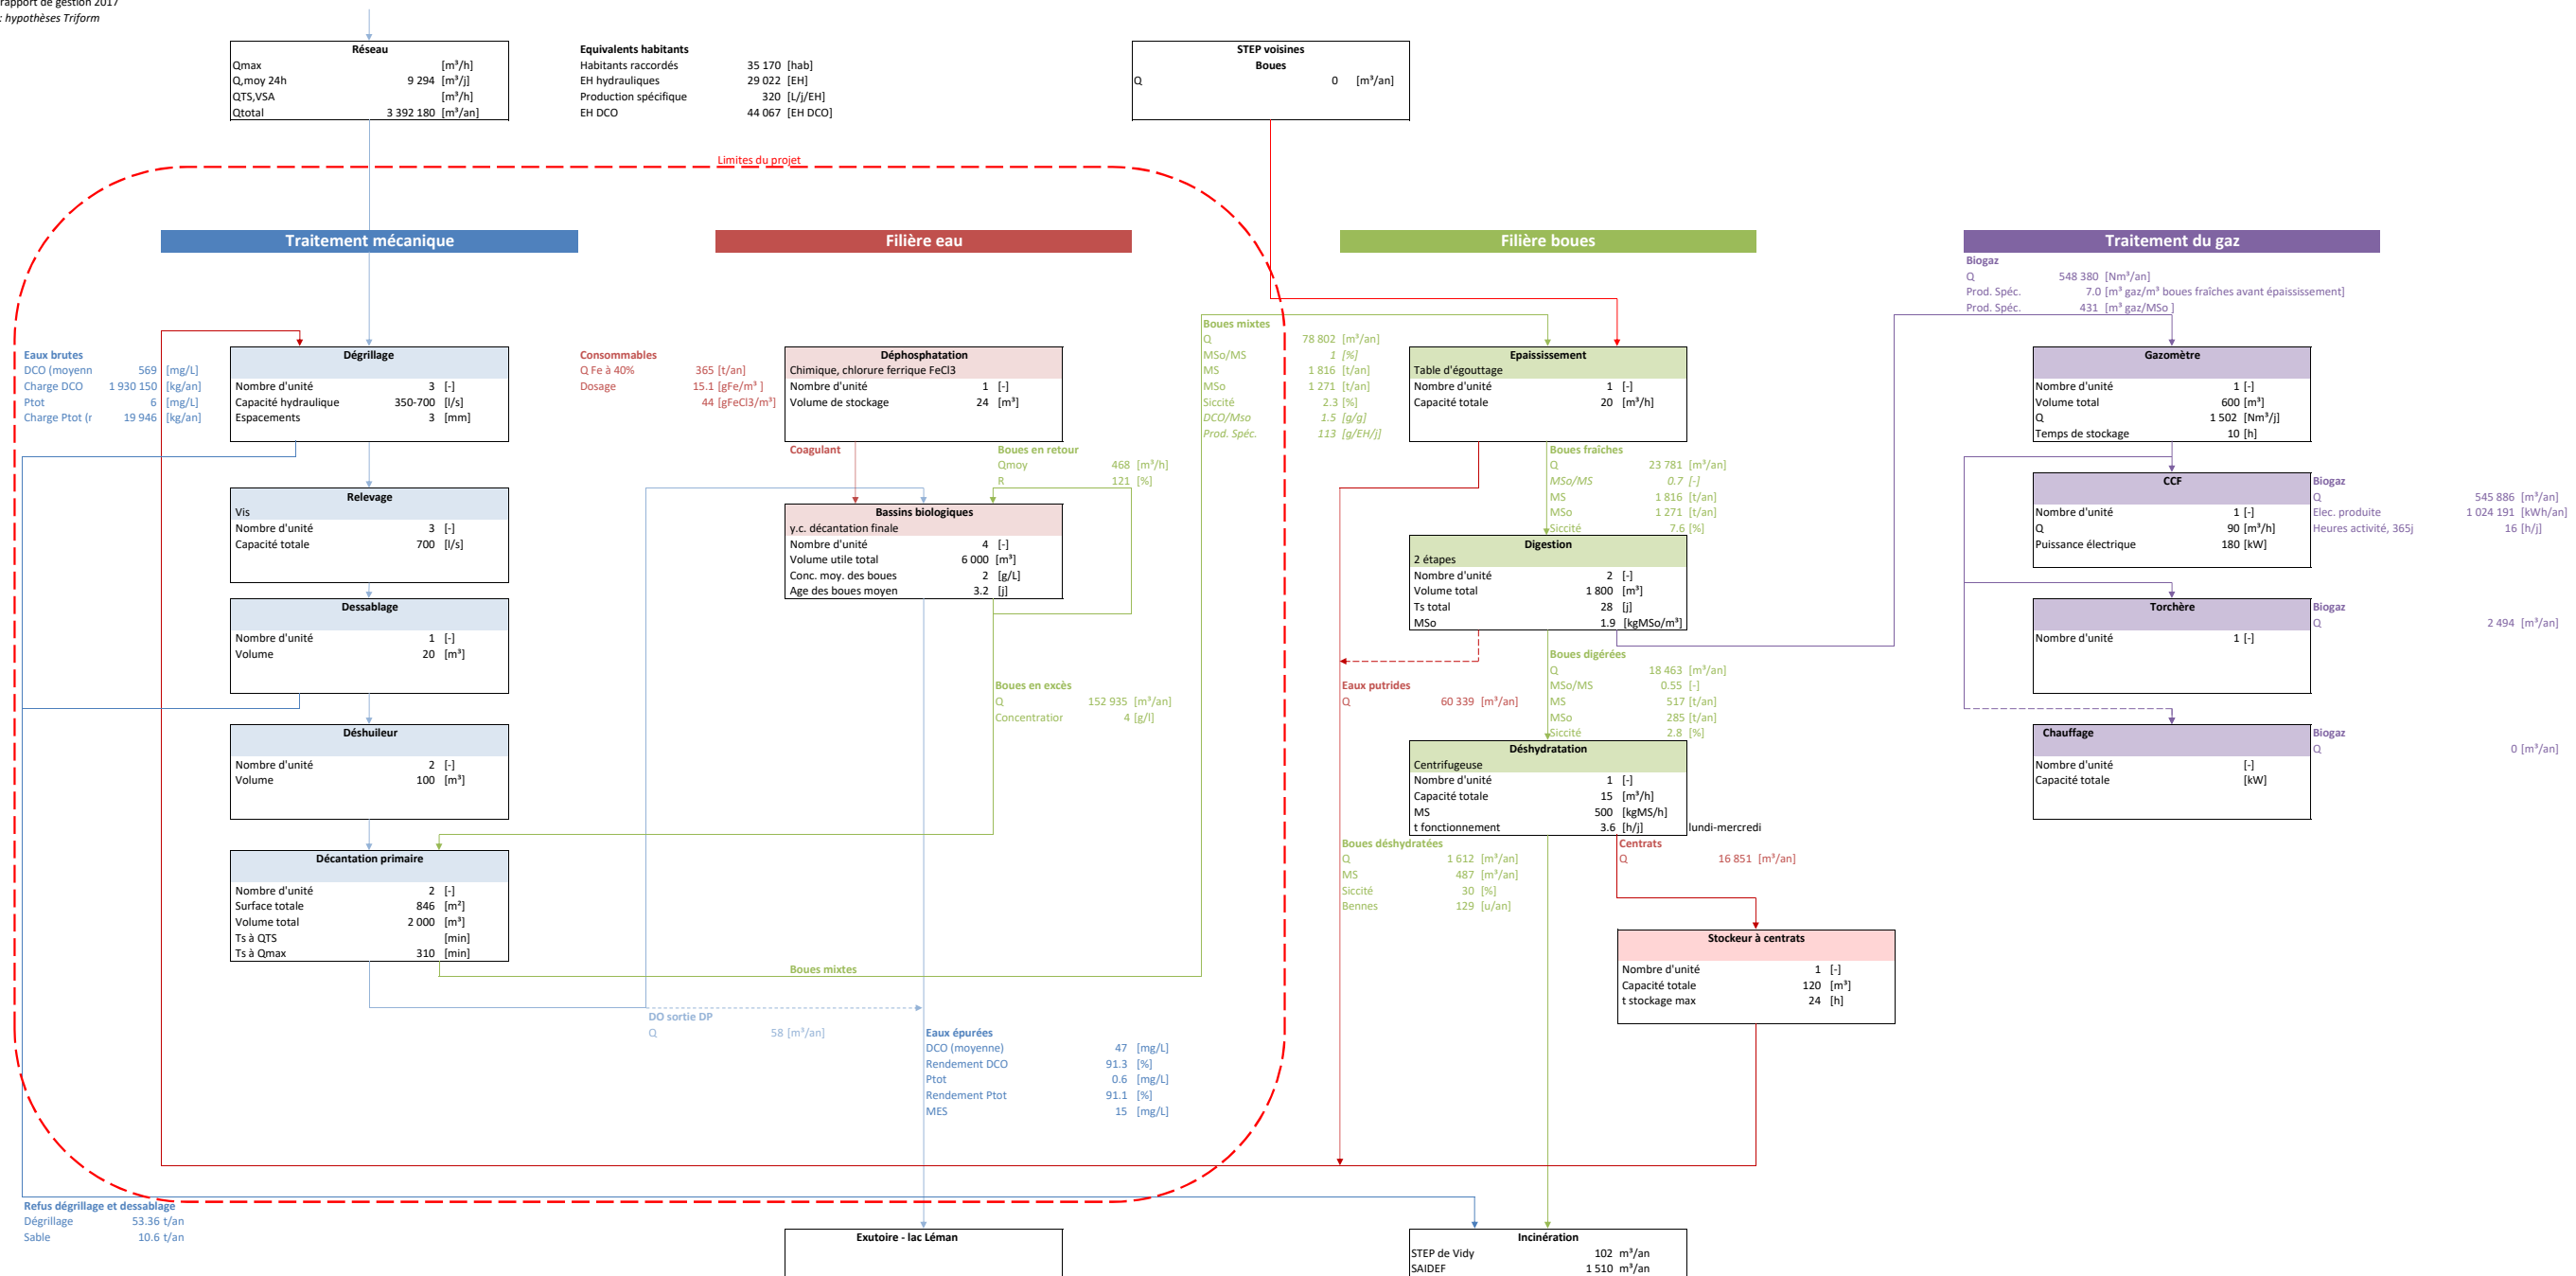 rapport de gestion 2017
: hypothèses Triform
Réseau
Qmax [m³/h]
Q,moy 24h 9 294 [m³/j]
QTS,VSA [m³/h]
Qtotal 3 392 180 [m³/an]
Equivalents habitants
Habitants raccordés 35 170 [hab]
EH hydrauliques 29 022 [EH]
Production spécifique 320 [L/j/EH]
EH DCO 44 067 [EH DCO]
STEP voisines
Boues
Q 0 [m³/an]
Limites du projet
Traitement mécanique
Filière eau
Filière boues
Traitement du gaz
Biogaz
Q 548 380 [Nm³/an]
Prod. Spéc. 7.0 [m³ gaz/m³ boues fraîches avant épaississement]
Prod. Spéc. 431 [m³ gaz/MSo ]
Eaux brutes
DCO (moyenn 569 [mg/L]
Charge DCO 1 930 150 [kg/an]
Ptot 6 [mg/L]
Charge Ptot (r 19 946 [kg/an]
Dégrillage
Nombre d'unité 3 [-]
Capacité hydraulique 350-700 [l/s]
Espacements 3 [mm]
Consommables
Q Fe à 40% 365 [t/an]
Dosage 15.1 [gFe/m³ ]
44 [gFeCl3/m³]
Déphosphatation
Chimique, chlorure ferrique FeCl3
Nombre d'unité 1 [-]
Volume de stockage 24 [m³]
Boues mixtes
Q 78 802 [m³/an]
MSo/MS 1 [%]
MS 1 816 [t/an]
MSo 1 271 [t/an]
Siccité 2.3 [%]
DCO/Mso 1.5 [g/g]
Prod. Spéc. 113 [g/EH/j]
Epaississement
Table d'égouttage
Nombre d'unité 1 [-]
Capacité totale 20 [m³/h]
Gazomètre
Nombre d'unité 1 [-]
Volume total 600 [m³]
Q 1 502 [Nm³/j]
Temps de stockage 10 [h]
Coagulant
Boues en retour
Qmoy 468 [m³/h]
R 121 [%]
Boues fraîches
Q 23 781 [m³/an]
MSo/MS 0.7 [-]
MS 1 816 [t/an]
MSo 1 271 [t/an]
Siccité 7.6 [%]
Relevage
Vis
Nombre d'unité 3 [-]
Capacité totale 700 [l/s]
Bassins biologiques
y.c. décantation finale
Nombre d'unité 4 [-]
Volume utile total 6 000 [m³]
Conc. moy. des boues 2 [g/L]
Age des boues moyen 3.2 [j]
CCF
Nombre d'unité 1 [-]
Q 90 [m³/h]
Puissance électrique 180 [kW]
Biogaz
Q 545 886 [m³/an]
Elec. produite 1 024 191 [kWh/an]
Heures activité, 365j 16 [h/j]
Digestion
2 étapes
Nombre d'unité 2 [-]
Volume total 1 800 [m³]
Ts total 28 [j]
MSo 1.9 [kgMSo/m³]
Dessablage
Nombre d'unité 1 [-]
Volume 20 [m³]
Torchère
Nombre d'unité 1 [-]
Biogaz
Q 2 494 [m³/an]
Boues digérées
Q 18 463 [m³/an]
MSo/MS 0.55 [-]
MS 517 [t/an]
MSo 285 [t/an]
Siccité 2.8 [%]
Boues en excès
Q 152 935 [m³/an]
Concentratior 4 [g/l]
Eaux putrides
Q 60 339 [m³/an]
Déshuileur
Nombre d'unité 2 [-]
Volume 100 [m³]
Déshydratation
Centrifugeuse
Nombre d'unité 1 [-]
Capacité totale 15 [m³/h]
MS 500 [kgMS/h]
t fonctionnement 3.6 [h/j] lundi-mercredi
Chauffage
Nombre d'unité [-]
Capacité totale [kW]
Biogaz
Q 0 [m³/an]
Décantation primaire
Nombre d'unité 2 [-]
Surface totale 846 [m²]
Volume total 2 000 [m³]
Ts à QTS [min]
Ts à Qmax 310 [min]
Boues déshydratées
Q 1 612 [m³/an]
MS 487 [m³/an]
Siccité 30 [%]
Bennes 129 [u/an]
Centrats
Q 16 851 [m³/an]
Stockeur à centrats
Nombre d'unité 1 [-]
Capacité totale 120 [m³]
t stockage max 24 [h]
Boues mixtes
DO sortie DP
Q 58 [m³/an]
Eaux épurées
DCO (moyenne) 47 [mg/L]
Rendement DCO 91.3 [%]
Ptot 0.6 [mg/L]
Rendement Ptot 91.1 [%]
MES 15 [mg/L]
Refus dégrillage et dessablage
Dégrillage 53.36 t/an
Sable 10.6 t/an
Exutoire - lac Léman
Incinération
STEP de Vidy 102 m³/an
SAIDEF 1 510 m³/an